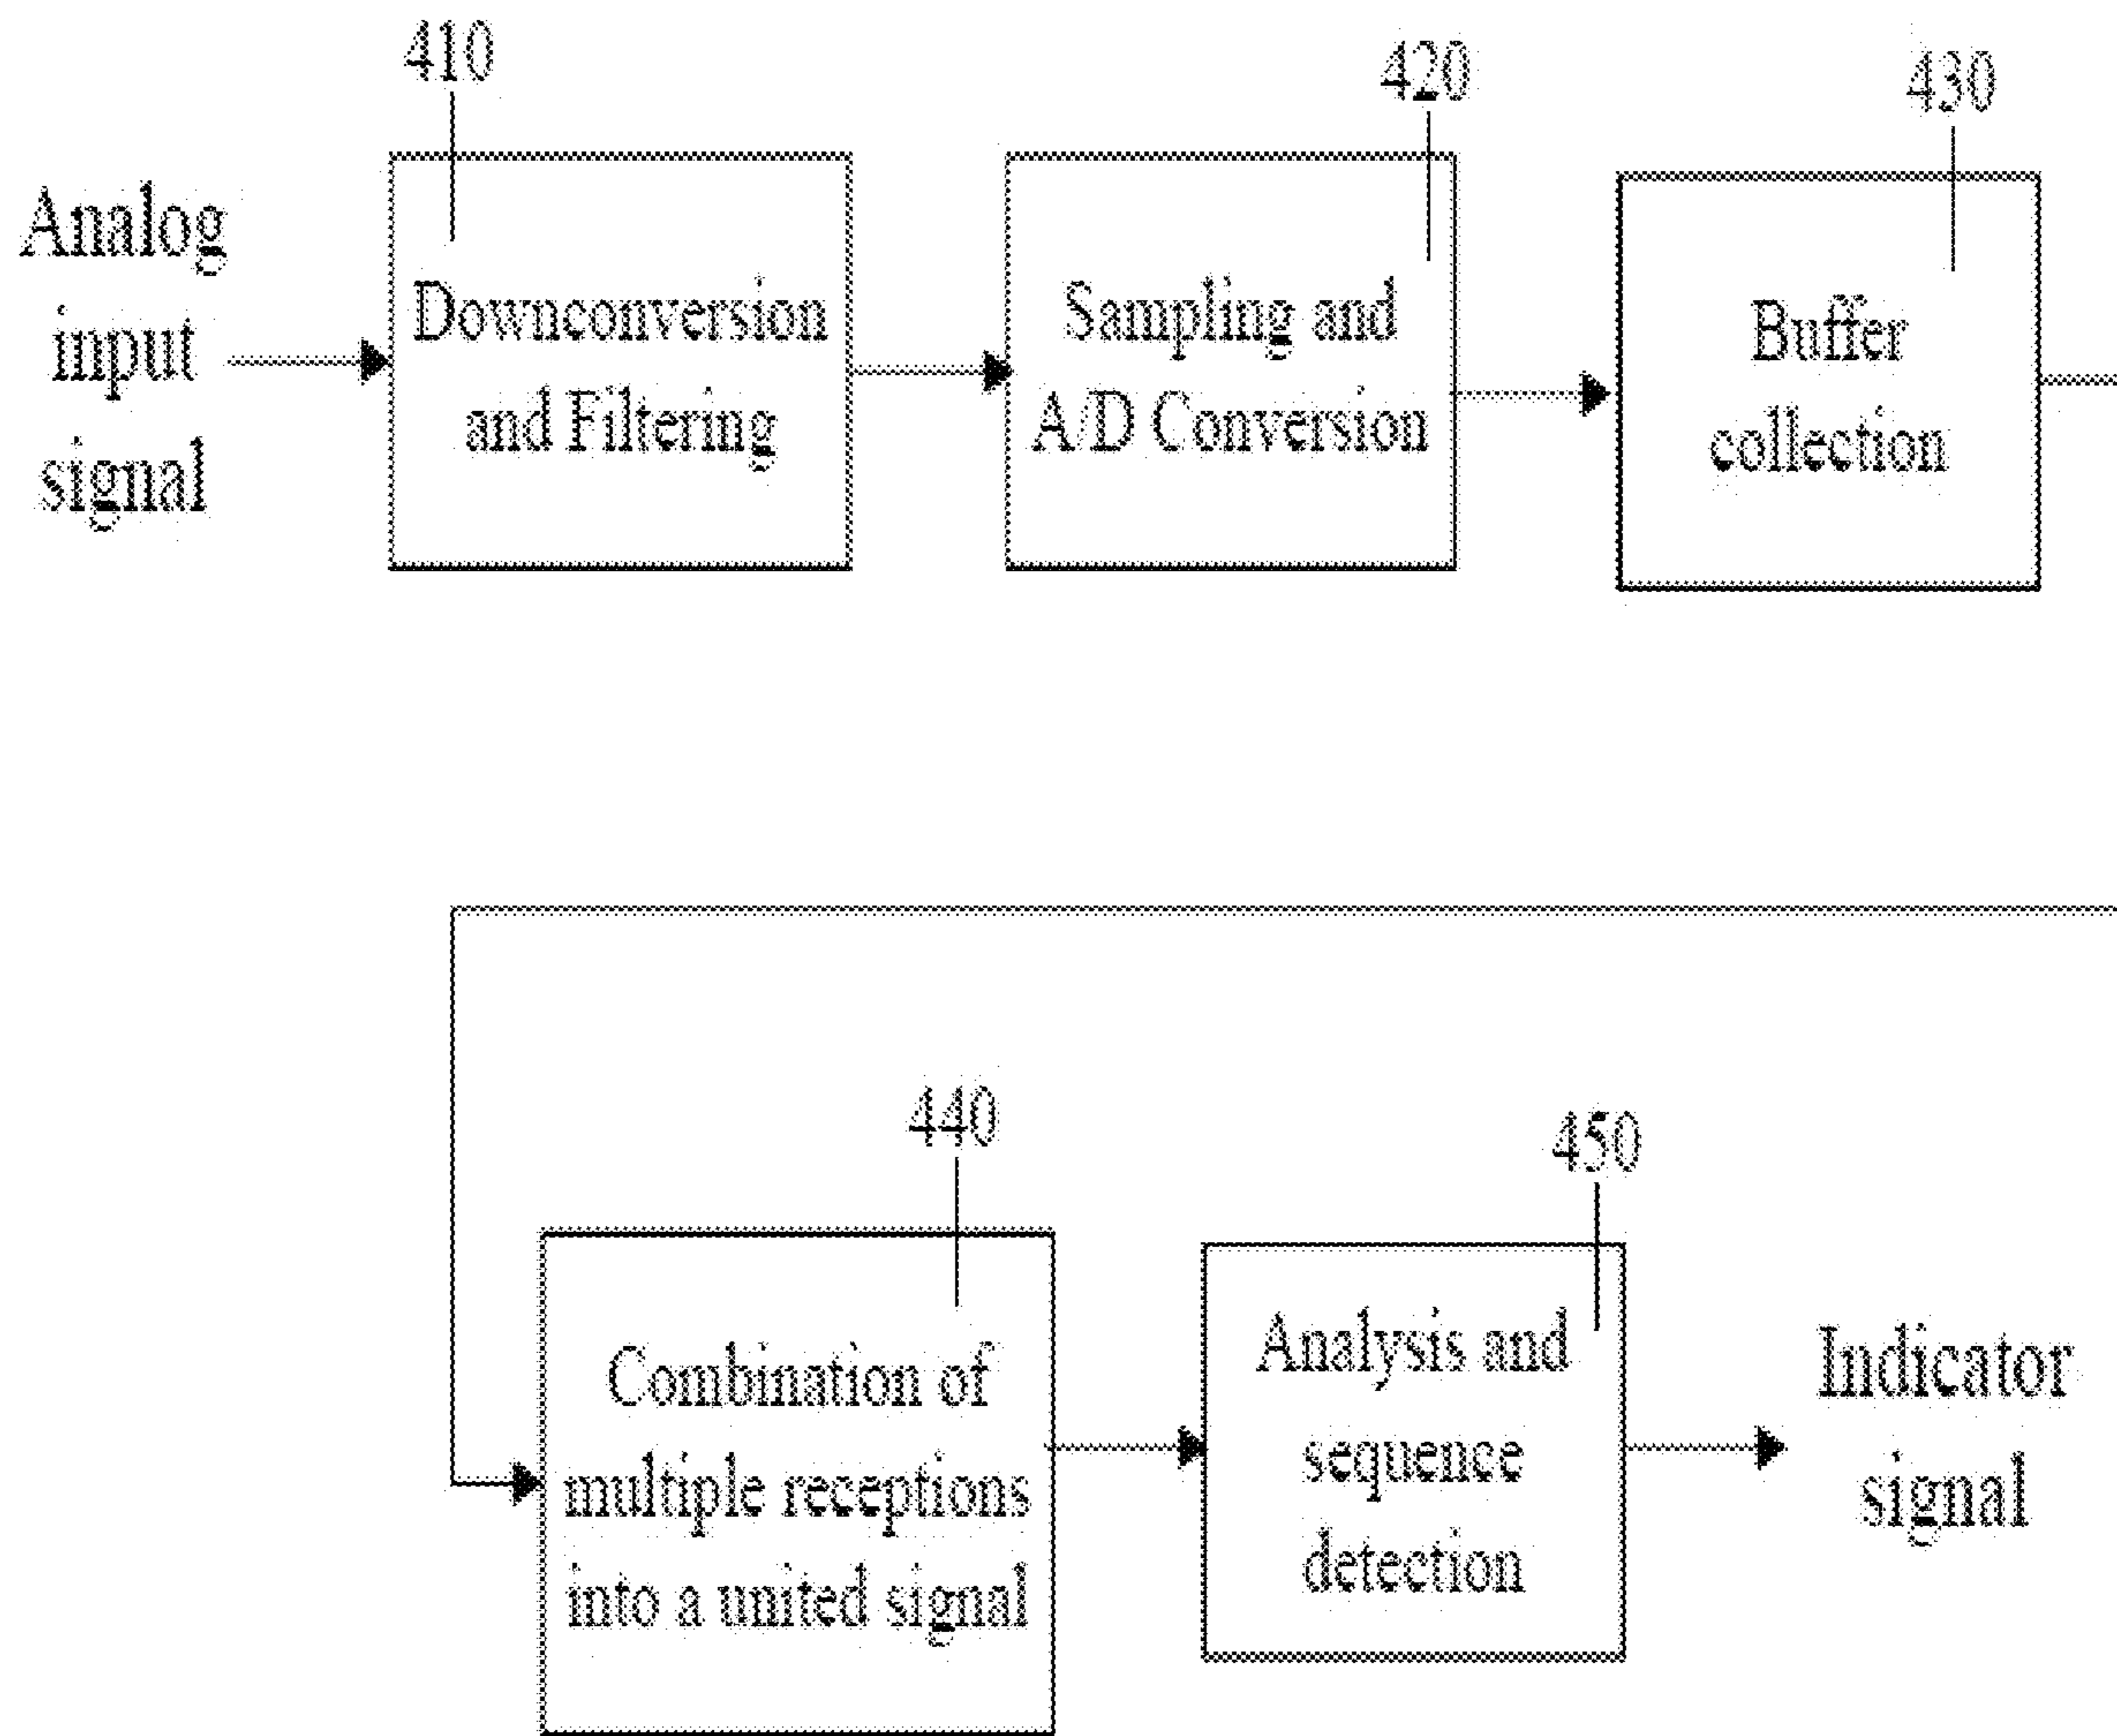 410
420
430
Analog
input
signal
Downconversion
and Filtering
Sampling and
A/D Conversion
Buffer
collection
440
450
Combination of
multiple receptions
into a united signal
Analysis and
sequence
detection
Indicator
signal